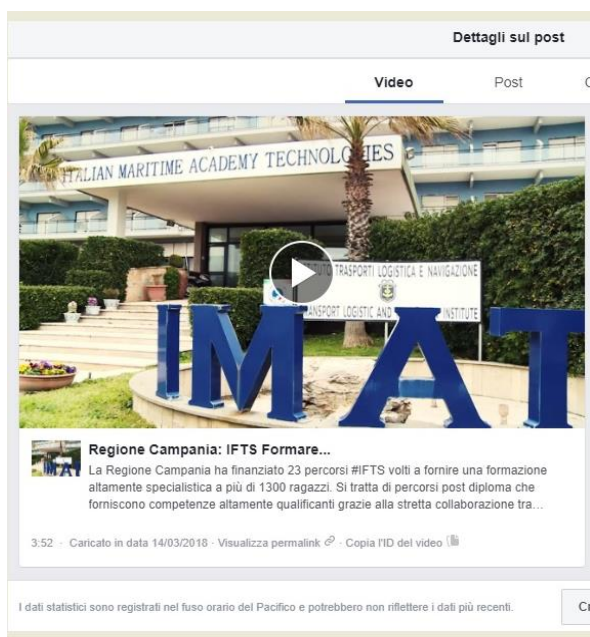 Dettagli sul post
Video Post
ITALIAN MARITIME ACADEMY TECHNOLOGIES
TRASPORTI LOGISTICA E NAVIGAZIONE
LOGISTIC AND INSTITUTE
IMAT
Regione Campania: IFTS Formare...
La Regione Campania ha finanziato 23 percorsi #IFTS volti a fornire una formazione
altamente specialistica a più di 1300 ragazzi. Si tratta di percorsi post diploma che
forniscono competenze altamente qualificanti grazie alla stretta collaborazione tra...
3:52 · Caricato in data 14/03/2018 · Visualizza permalink · Copia l'ID del video
I dati statistici sono registrati nel fuso orario del Pacifico e potrebbero non riflettere i dati più recenti.